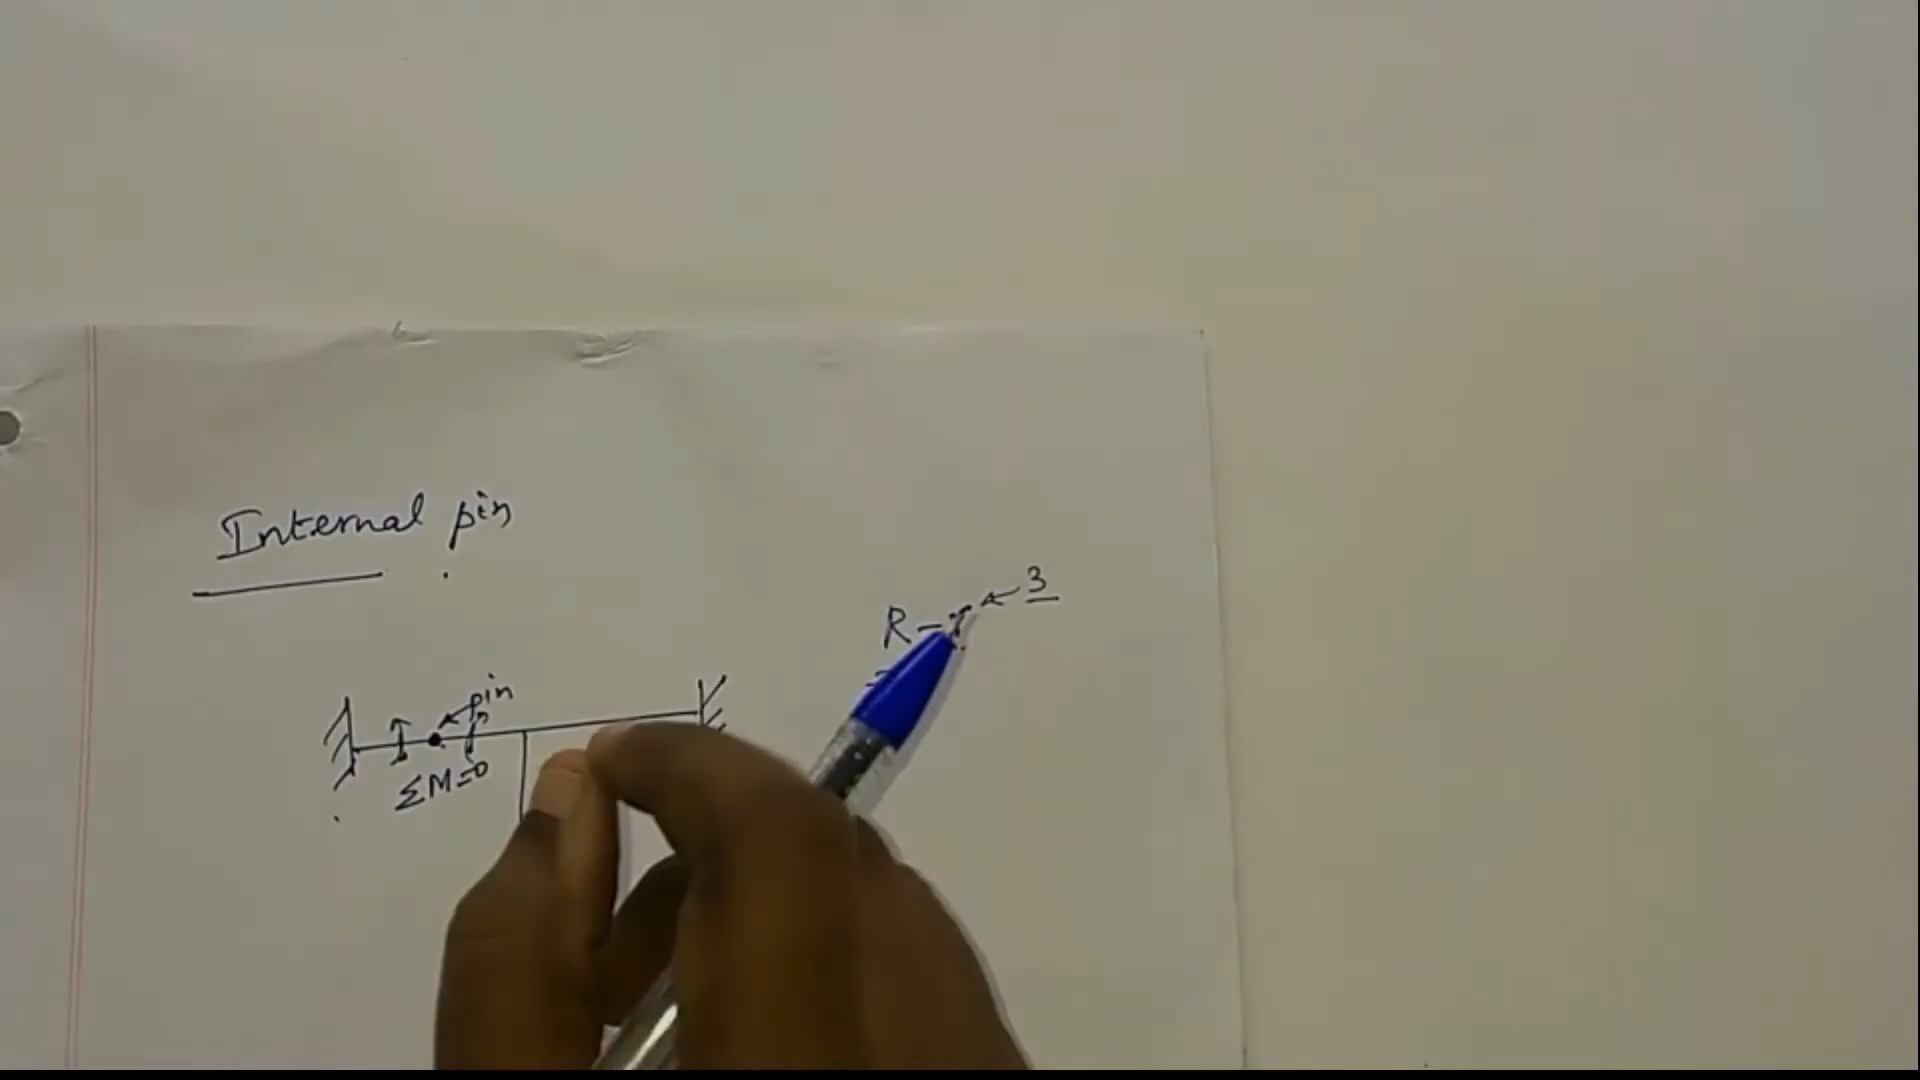 Internal pin
3
R -
pin
ΣM=0